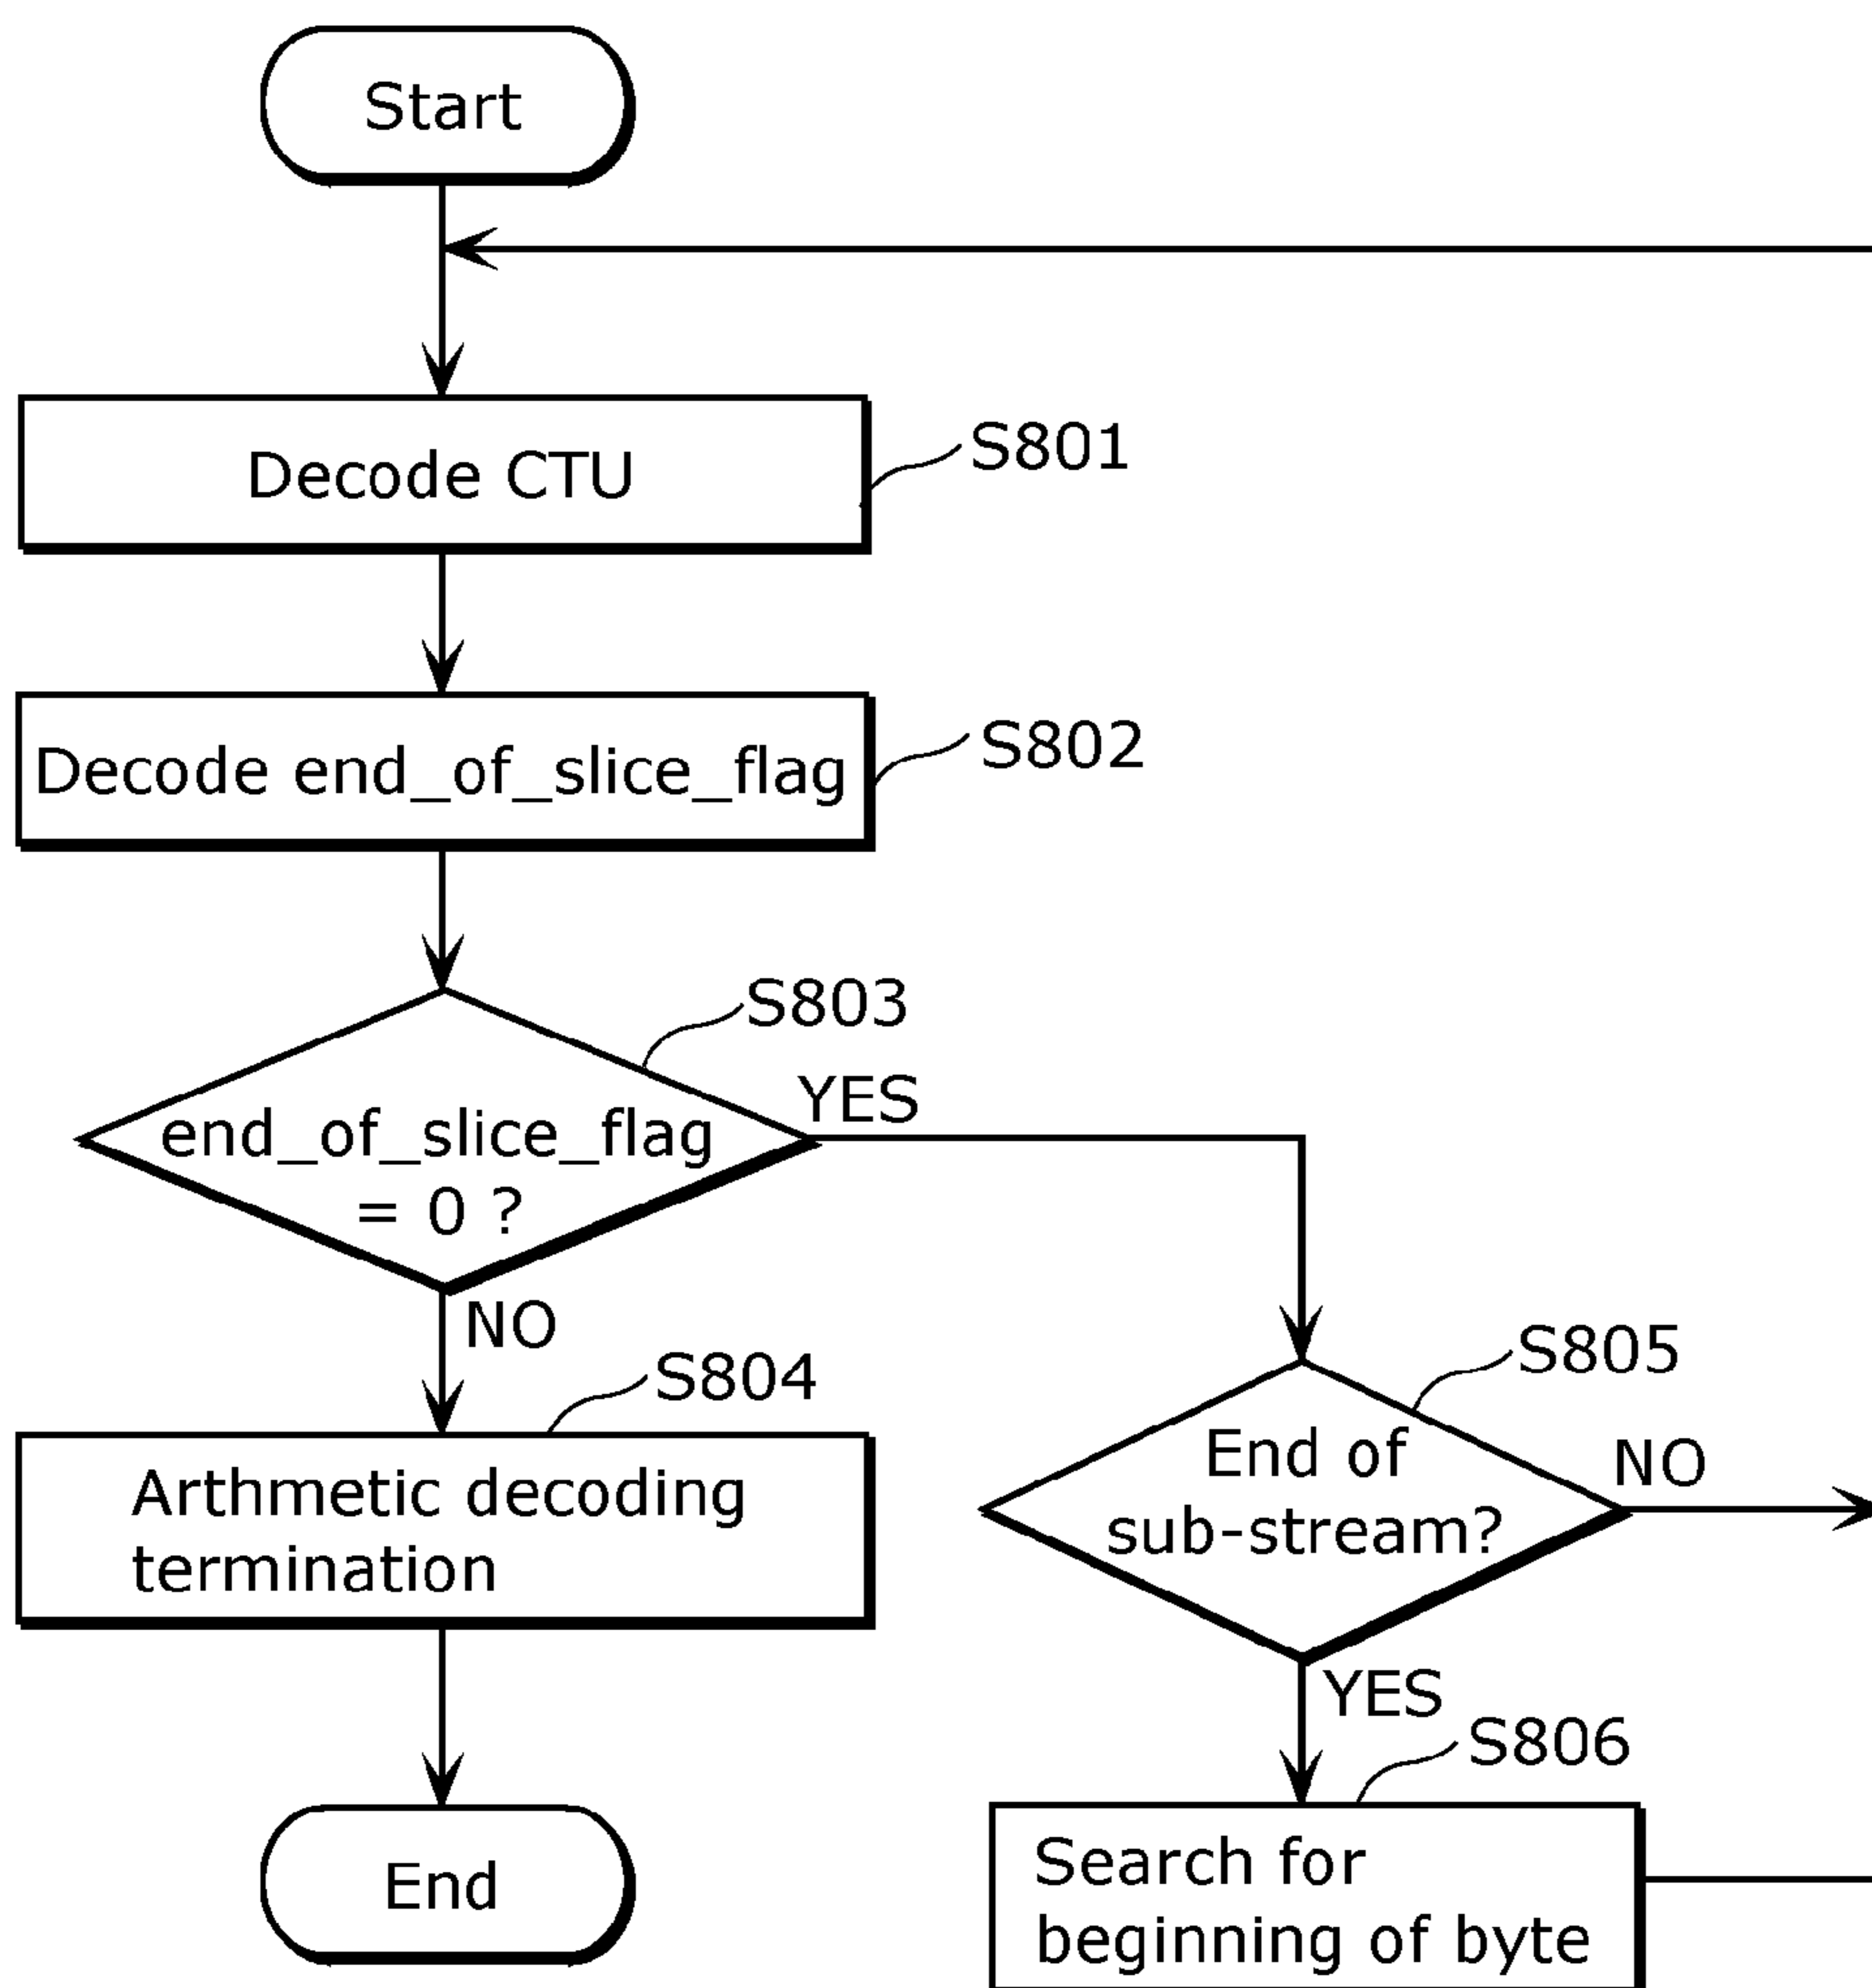 Start
Decode CTU
S801
Decode end_of_slice_flag
S802
S803
YES
end_of_slice_flag
= 0 ?
NO
S804
Arthmetic decoding
termination
End
S805
End of
sub-stream?
NO
YES
S806
Search for
beginning of byte